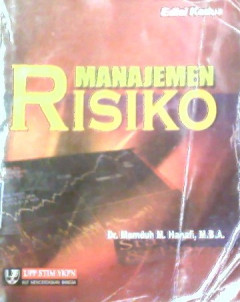 Edisi Kedua
MANAJEMEN
RISIKO
Dr. Mamduh M. Hanafi, M.B.A.
UPP STIM YKPN